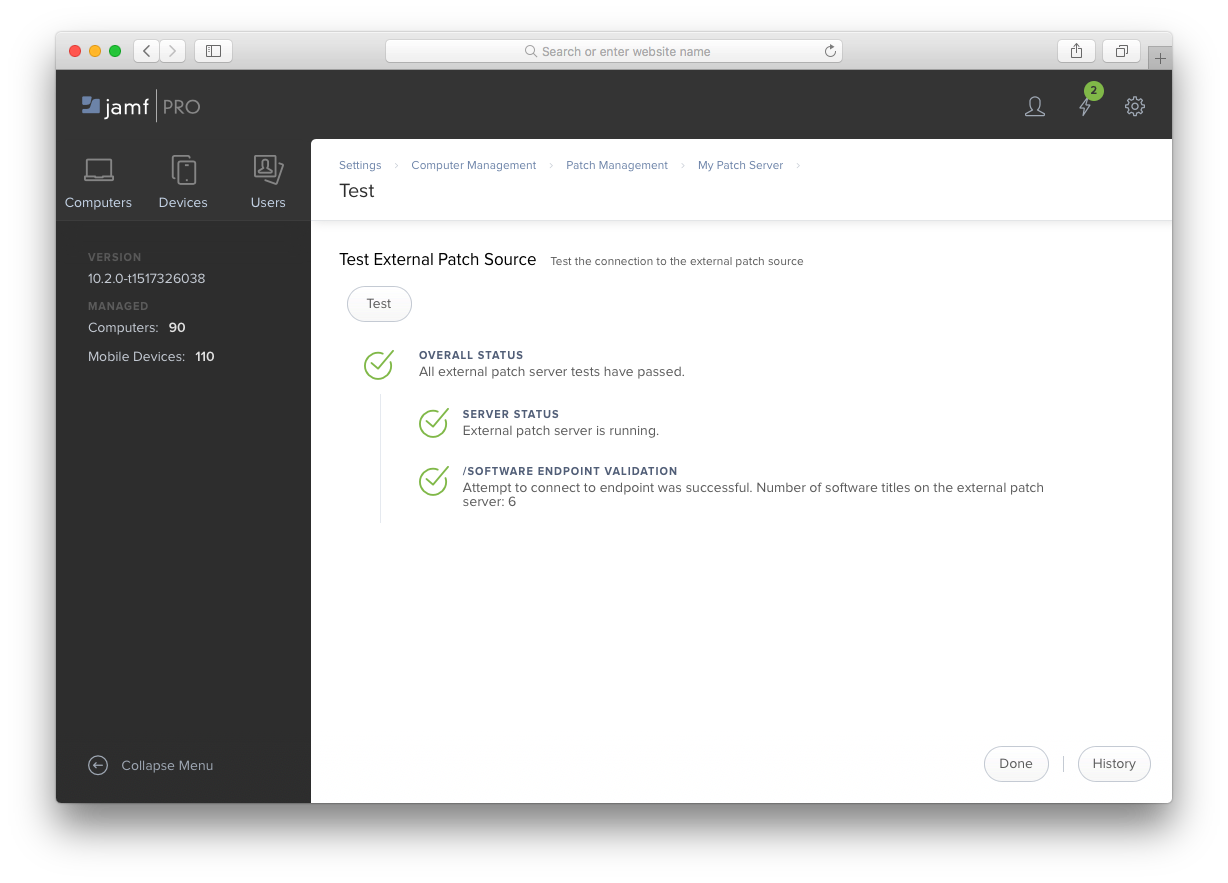 Search or enter website name
jamf PRO
2
Computers Devices Users
Settings Computer Management Patch Management My Patch Server
Test
VERSION
10.2.0-t1517326038
MANAGED
Computers: 90
Mobile Devices: 110
Test External Patch Source Test the connection to the external patch source
Test
OVERALL STATUS
All external patch server tests have passed.
SERVER STATUS
External patch server is running.
/SOFTWARE ENDPOINT VALIDATION
Attempt to connect to endpoint was successful. Number of software titles on the external patch
server: 6
Collapse Menu
Done History